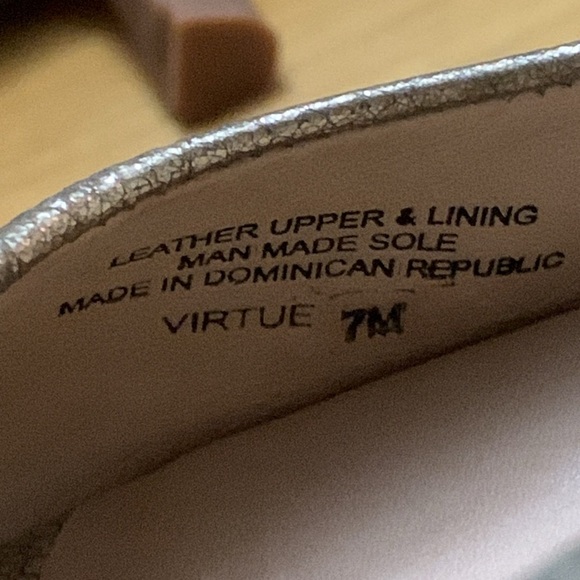 LEATHER UPPER & LINING
MAN MADE SOLE
MADE IN DOMINICAN REPUBLIC
VIRTUE 7M